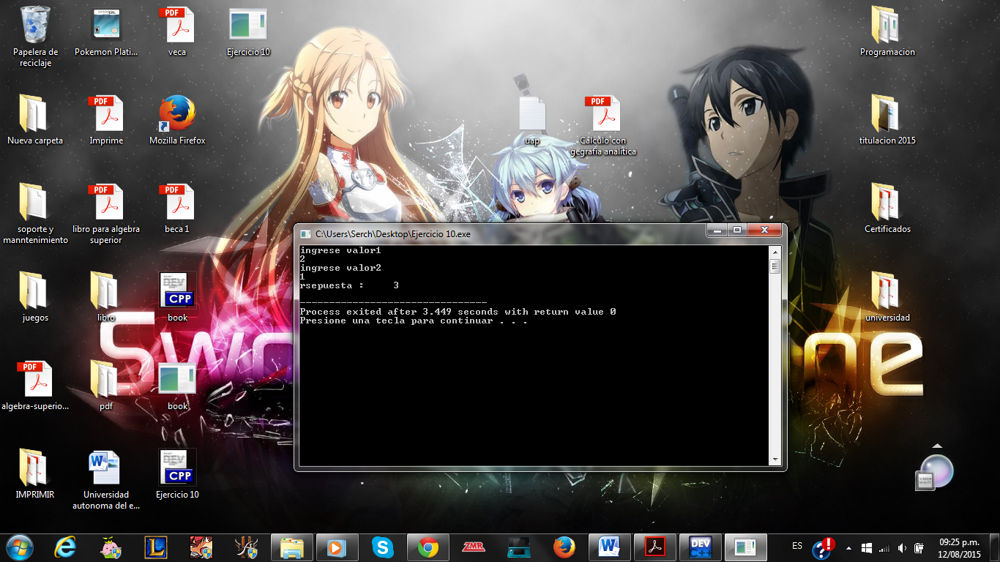 Papelera de
reciclaje
Pokemon Plati...
veca
Ejercicio 10
Nueva carpeta
Imprime
Mozilla Firefox
uap
Calculo con
gegrafia analitica
Programacion
titulacion 2015
soporte y
manntenimiento
libro para algebra
superior
beca 1
Certificados
juegos
libro
book
universidad
algebra-superio...
pdf
book
IMPRIMIR
Universidad
autonoma del e...
Ejercicio 10
PDF
PDF
PDF
PDF
PDF
PDF
DEV
CPP
DEV
CPP
Swo
ne
C:\Users\Serch\Desktop\Ejercicio 10.exe
ingrese valor1
2
ingrese valor2
1
rsepuesta :     3
--------------------------------
Process exited after 3.449 seconds with return value 0
Presione una tecla para continuar . . .
ZMR
DEV
C++
ES
09:25 p.m.
12/08/2015